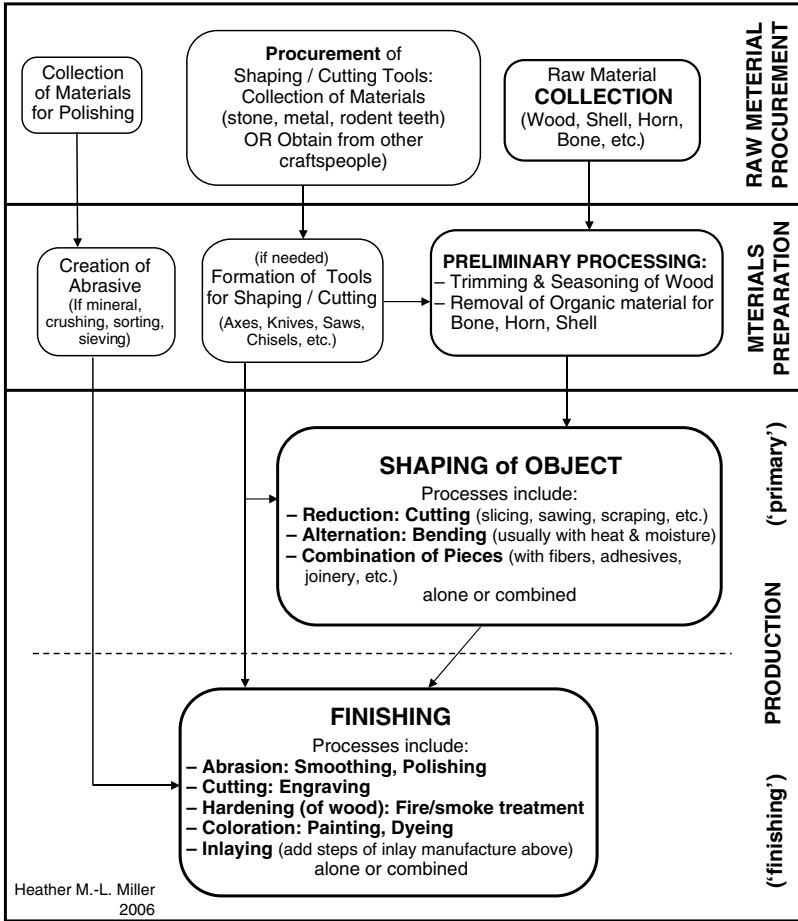 Collection
of Materials
for Polishing
Procurement of
Shaping / Cutting Tools:
Collection of Materials
(stone, metal, rodent teeth)
OR Obtain from other
craftspeople)
Raw Material
COLLECTION
(Wood, Shell, Horn,
Bone, etc.)
RAW METERIAL
PROCUREMENT
Creation of
Abrasive
(If mineral,
crushing, sorting,
sieving)
(if needed)
Formation of Tools
for Shaping / Cutting
(Axes, Knives, Saws,
Chisels, etc.)
PRELIMINARY PROCESSING:
– Trimming & Seasoning of Wood
– Removal of Organic material for
Bone, Horn, Shell
MTERIALS
PREPARATION
SHAPING of OBJECT
Processes include:
– Reduction: Cutting (slicing, sawing, scraping, etc.)
– Alternation: Bending (usually with heat & moisture)
– Combination of Pieces (with fibers, adhesives,
joinery, etc.)
alone or combined
('primary')
PRODUCTION
FINISHING
Processes include:
– Abrasion: Smoothing, Polishing
– Cutting: Engraving
– Hardening (of wood): Fire/smoke treatment
– Coloration: Painting, Dyeing
– Inlaying (add steps of inlay manufacture above)
alone or combined
('finishing')
Heather M.-L. Miller
2006